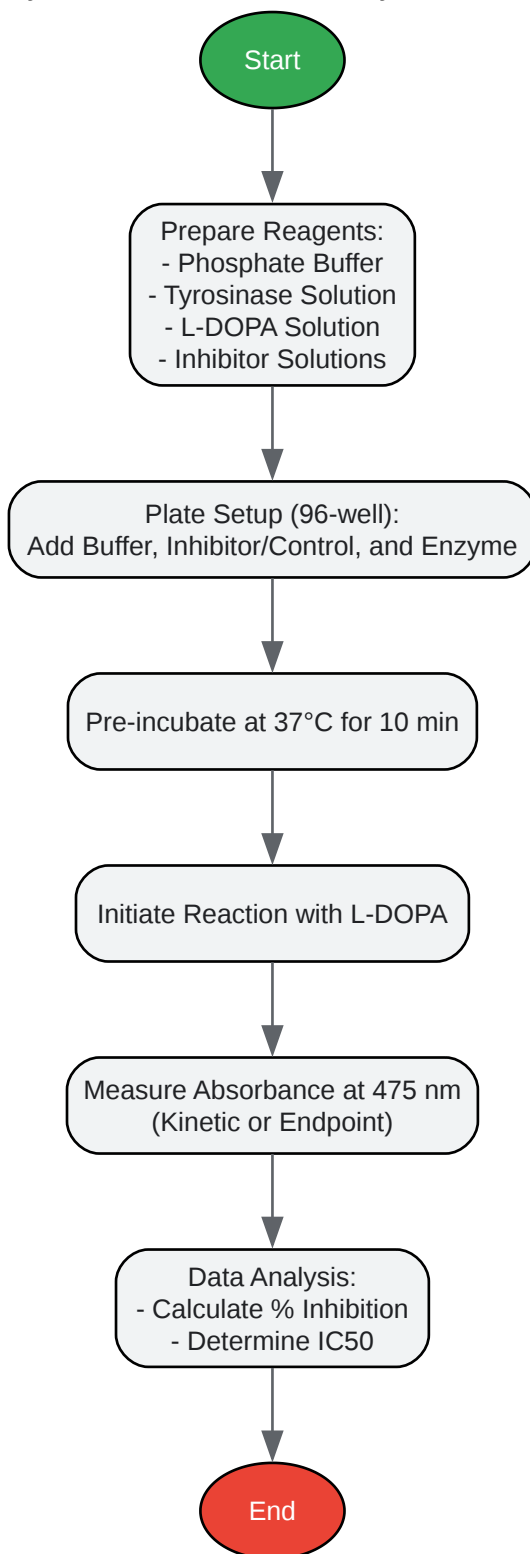 Start
Prepare Reagents:
- Phosphate Buffer
- Tyrosinase Solution
- L-DOPA Solution
- Inhibitor Solutions
Plate Setup (96-well):
Add Buffer, Inhibitor/Control, and Enzyme
Pre-incubate at 37°C for 10 min
Initiate Reaction with L-DOPA
Measure Absorbance at 475 nm
(Kinetic or Endpoint)
Data Analysis:
- Calculate % Inhibition
- Determine IC50
End